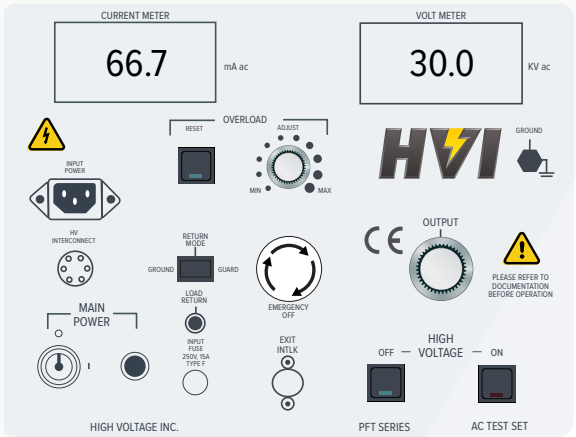 CURRENT METER
VOLT METER
66.7
mA ac
30.0
KV ac
OVERLOAD
RESET
ADJUST
MIN
MAX
HVI
GROUND
INPUT
POWER
HV
INTERCONNECT
RETURN
MODE
GROUND
GUARD
LOAD
RETURN
EMERGENCY
OFF
OUTPUT
PLEASE REFER TO
DOCUMENTATION
BEFORE OPERATION
MAIN
POWER
I
INPUT
FUSE
250V, 15A
TYPE F
EXIT
INTLK
HIGH
VOLTAGE
OFF
ON
HIGH VOLTAGE INC.
PFT SERIES
AC TEST SET